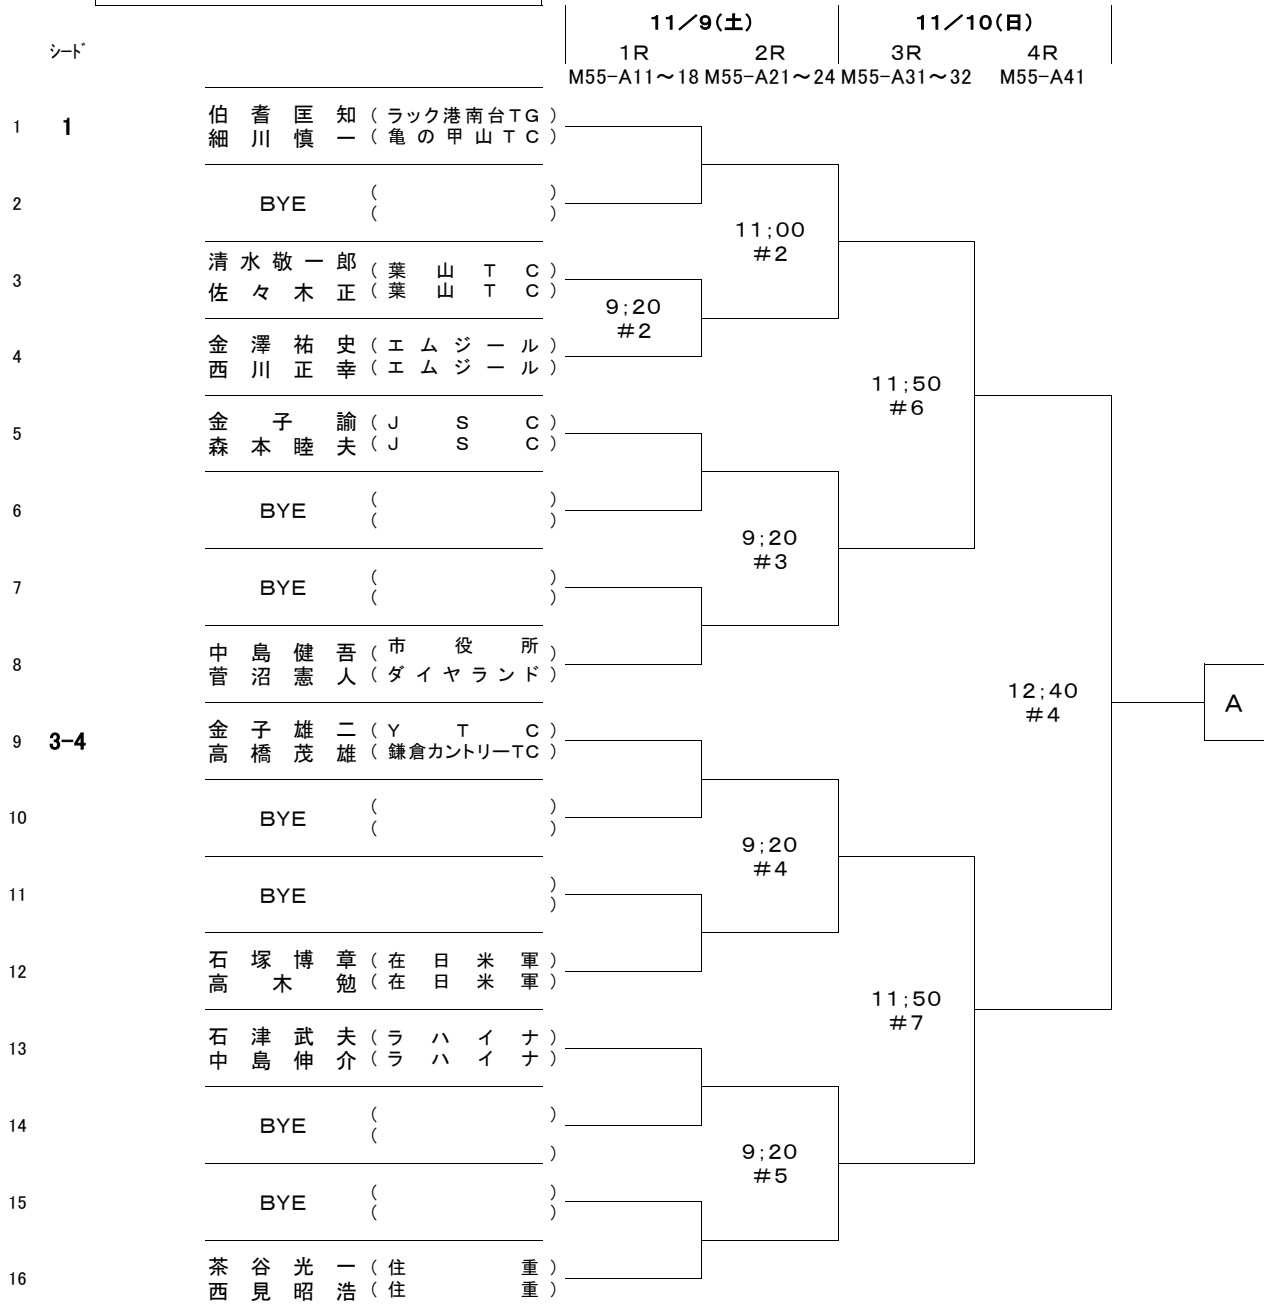 11／9(土) 11／10(日)
ｼｰﾄﾞ 1R 2R 3R 4R
M55-A11～18 M55-A21～24 M55-A31～32 M55-A41
1 1 伯耆匡知 (ラック港南台TG)
細川慎一 (亀の甲山TC)
2 BYE ( )
( )
11;00
#2
3 清水敬一郎 (葉山TC)
佐々木正 (葉山TC)
9;20
#2
4 金澤祐史 (エムジール)
西川正幸 (エムジール)
11;50
#6
5 金子諭 (JSC)
森本睦夫 (JSC)
6 BYE ( )
( )
9;20
#3
7 BYE ( )
( )
8 中島健吾 (市役所)
菅沼憲人 (ダイヤランド)
12;40
#4
A
9 3-4 金子雄二 (YTC)
高橋茂雄 (鎌倉カントリーTC)
10 BYE ( )
( )
9;20
#4
11 BYE )
)
12 石塚博章 (在日米軍)
高木勉 (在日米軍)
11;50
#7
13 石津武夫 (ラハイナ)
中島伸介 (ラハイナ)
14 BYE ( )
( )
9;20
#5
15 BYE ( )
( )
16 茶谷光一 (住重)
西見昭浩 (住重)